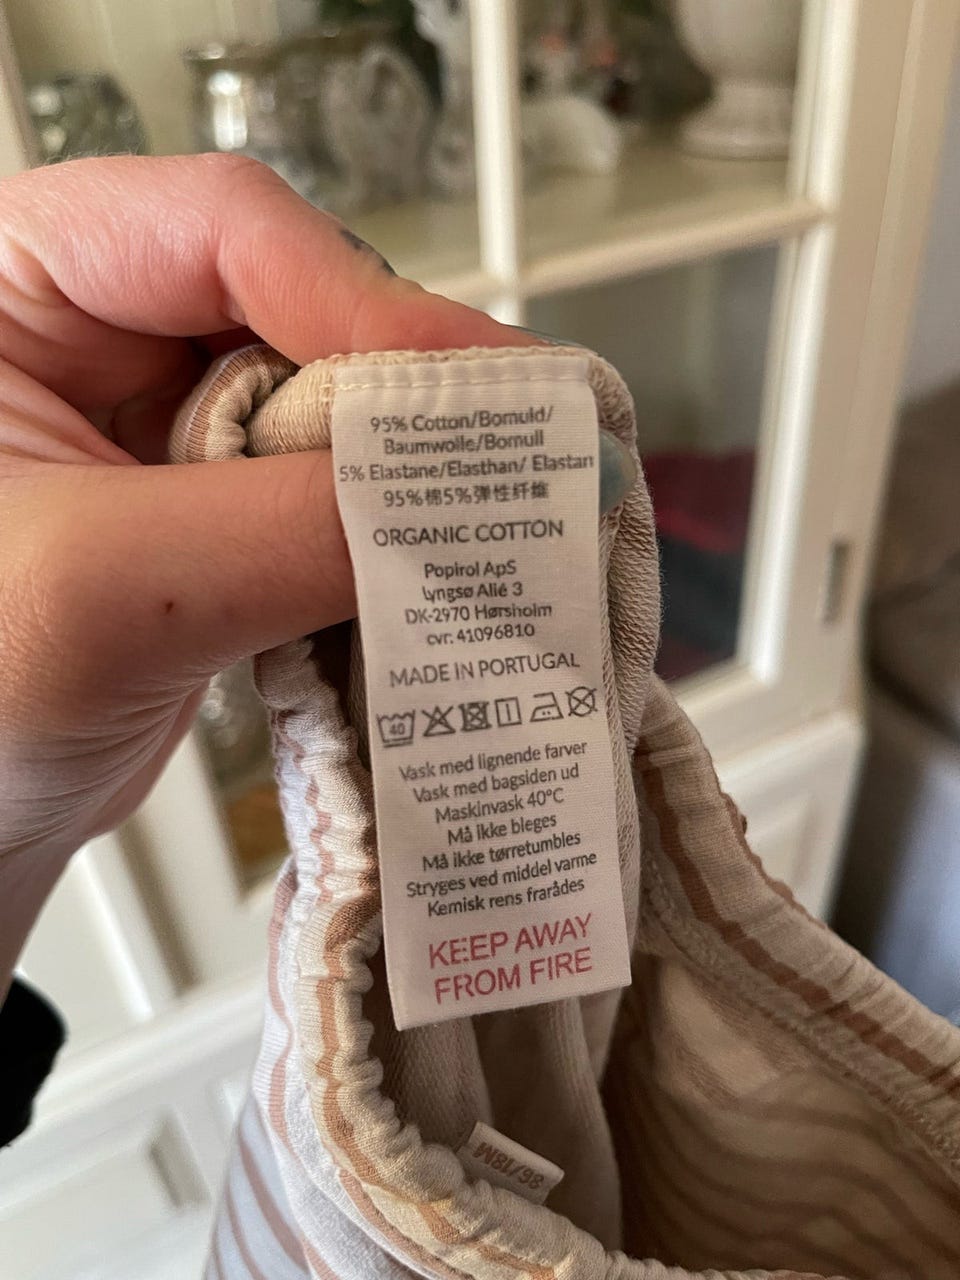 95% Cotton/Bomuld/
Baumwolle/Bomull
5% Elastane/Elasthan/ Elastan
95%棉5%弹性纤维
ORGANIC COTTON
Popirol ApS
Lyngsø Allé 3
DK-2970 Hørsholm
cvr. 41096810
MADE IN PORTUGAL
40
Vask med lignende farver
Vask med bagsiden ud
Maskinvask 40°C
Må ikke bleges
Må ikke tørretumbles
Stryges ved middel varme
Kemisk rens frarådes
KEEP AWAY
FROM FIRE
86/18M